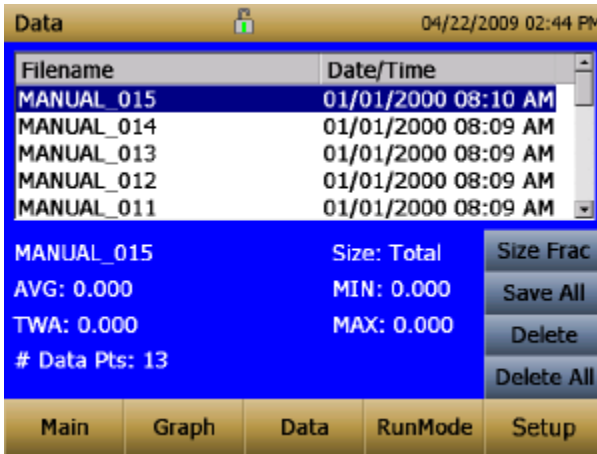 Data 04/22/2009 02:44 PM
Filename Date/Time
MANUAL_015 01/01/2000 08:10 AM
MANUAL_014 01/01/2000 08:09 AM
MANUAL_013 01/01/2000 08:09 AM
MANUAL_012 01/01/2000 08:09 AM
MANUAL_011 01/01/2000 08:09 AM
MANUAL_015 Size: Total Size Frac
AVG: 0.000 MIN: 0.000 Save All
TWA: 0.000 MAX: 0.000 Delete
# Data Pts: 13 Delete All
Main Graph Data RunMode Setup